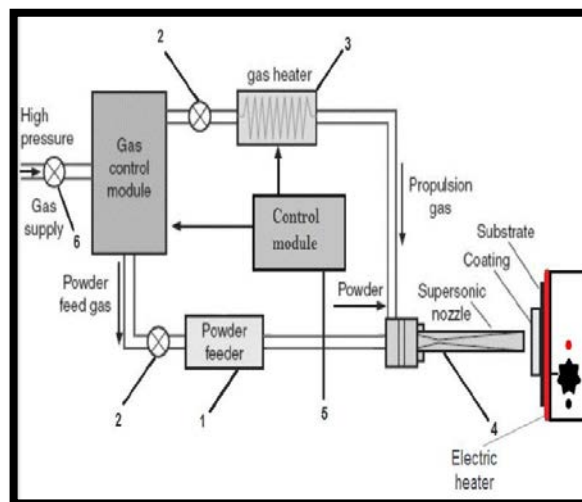 2
3
gas heater
High
pressure
Gas
control
module
Gas
supply
6
Propulsion
gas
Control
module
Substrate
Coating
Powder
feed gas
Powder
Supersonic
nozzle
Powder
feeder
2
1
5
4
Electric
heater